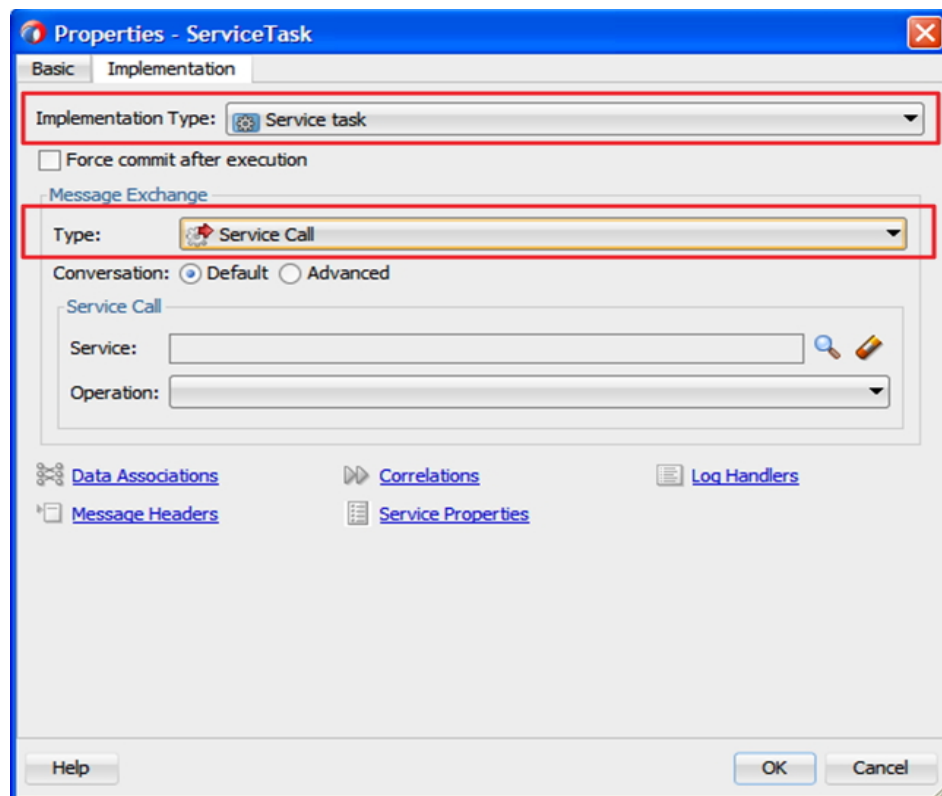 Properties - ServiceTask
Basic Implementation
Implementation Type: Service task
Force commit after execution
Message Exchange
Type: Service Call
Conversation: Default Advanced
Service Call
Service:
Operation:
Data Associations Correlations Log Handlers
Message Headers Service Properties
Help OK Cancel